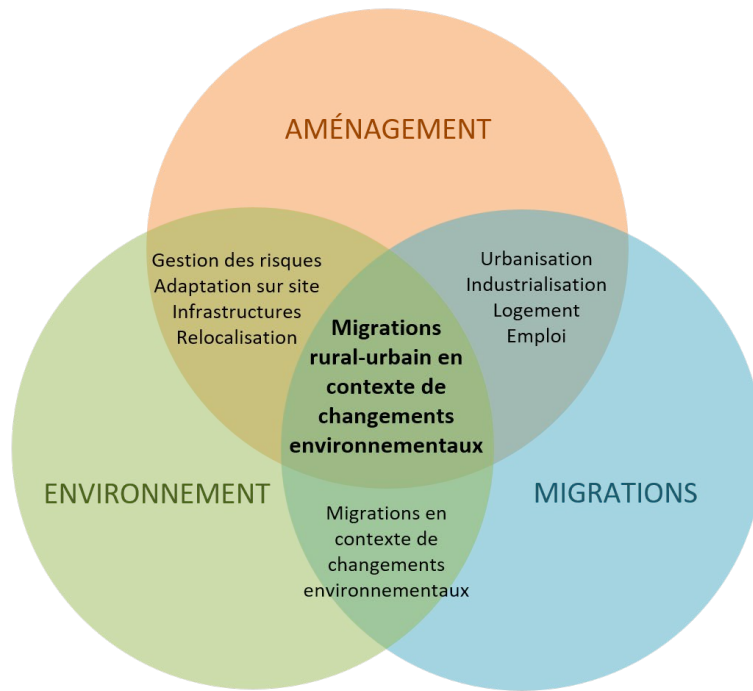 AMÉNAGEMENT
Gestion des risques
Adaptation sur site
Infrastructures
Relocalisation
Urbanisation
Industrialisation
Logement
Emploi
Migrations
rural-urbain en
contexte de
changements
environnementaux
ENVIRONNEMENT
MIGRATIONS
Migrations en
contexte de
changements
environnementaux